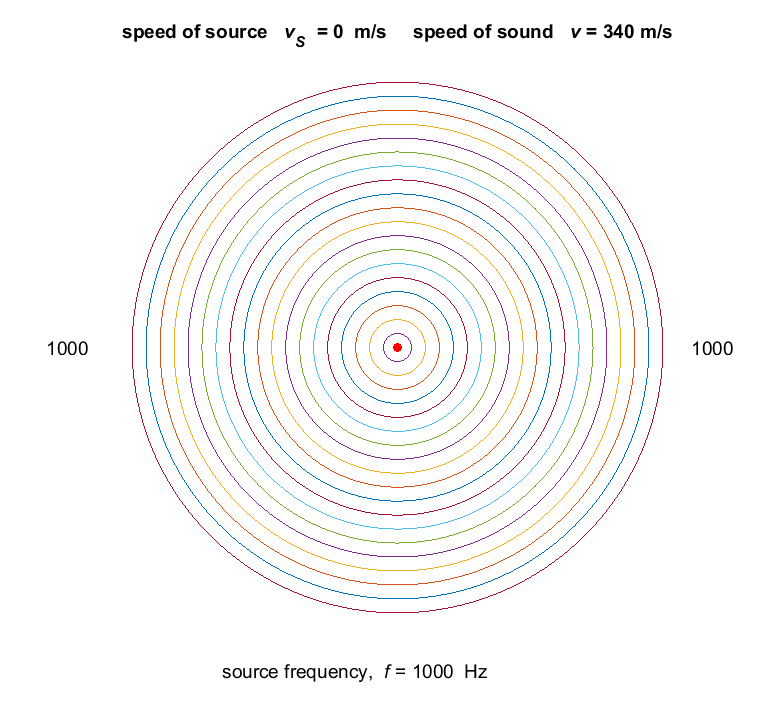 speed of source v_S = 0 m/s speed of sound v = 340 m/s
1000 1000
source frequency, f = 1000 Hz